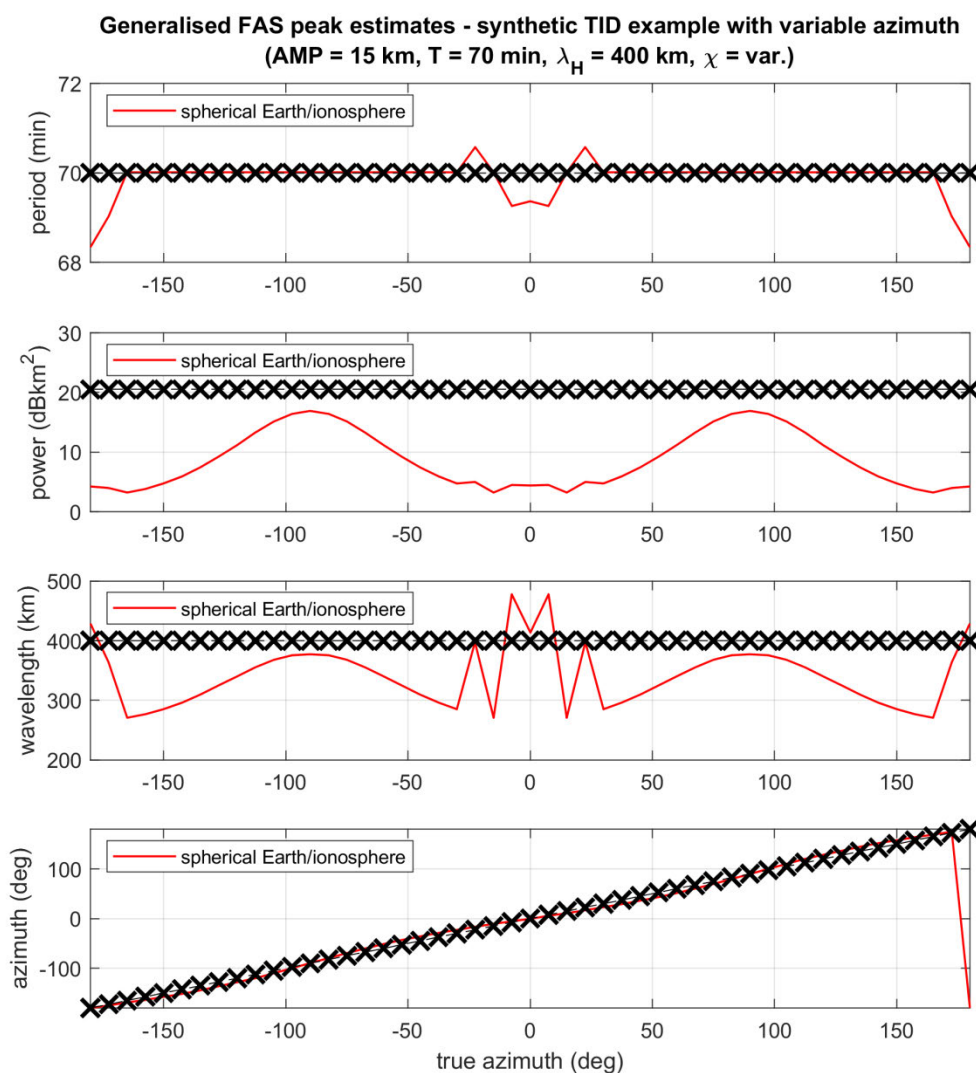 Generalised FAS peak estimates - synthetic TID example with variable azimuth
(AMP = 15 km, T = 70 min, λ_H = 400 km, χ = var.)
72
spherical Earth/ionosphere
70
period (min)
68
-150 -100 -50 0 50 100 150
30
spherical Earth/ionosphere
20
power (dBkm²)
10
0
-150 -100 -50 0 50 100 150
500
spherical Earth/ionosphere
400
wavelength (km)
300
200
-150 -100 -50 0 50 100 150
spherical Earth/ionosphere
100
azimuth (deg)
0
-100
-150 -100 -50 0 50 100 150
true azimuth (deg)